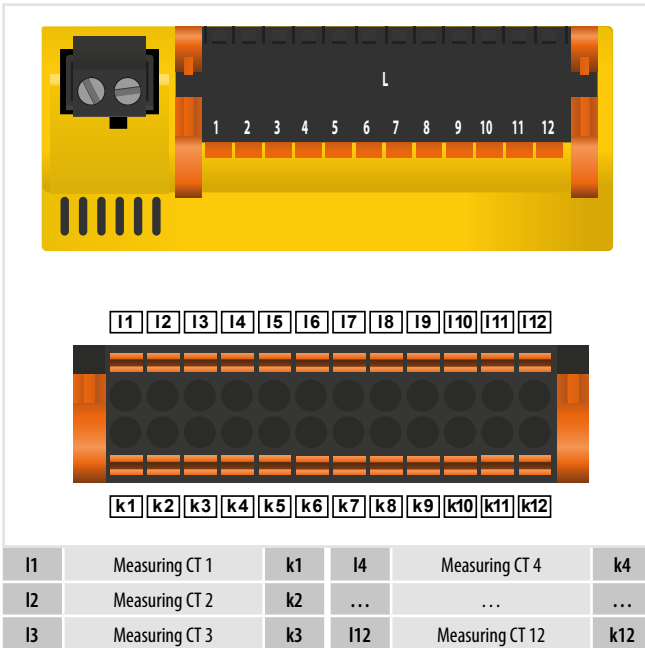 L
1 2 3 4 5 6 7 8 9 10 11 12
l1 l2 l3 l4 l5 l6 l7 l8 l9 l10 l11 l12
k1 k2 k3 k4 k5 k6 k7 k8 k9 k10 k11 k12
l1 Measuring CT 1 k1 l4 Measuring CT 4 k4
l2 Measuring CT 2 k2 ... ... ...
l3 Measuring CT 3 k3 l12 Measuring CT 12 k12